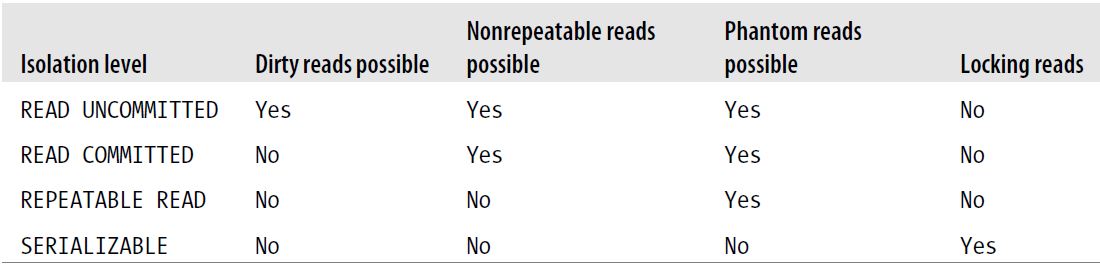 Nonrepeatable reads Phantom reads
Isolation level Dirty reads possible possible possible Locking reads
READ UNCOMMITTED Yes Yes Yes No
READ COMMITTED No Yes Yes No
REPEATABLE READ No No Yes No
SERIALIZABLE No No No Yes